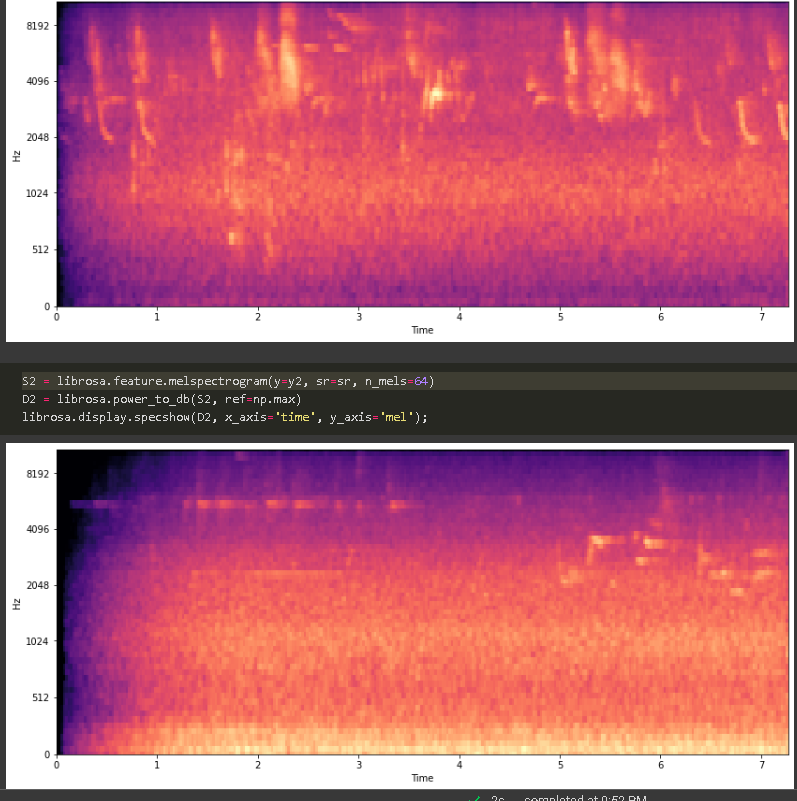 8192
4096
2048
1024
512
0
Hz
0 1 2 3 4 5 6 7
Time
S2 = librosa.feature.melspectrogram(y=y2, sr=sr, n_mels=64)
D2 = librosa.power_to_db(S2, ref=np.max)
librosa.display.specshow(D2, x_axis='time', y_axis='mel');
8192
4096
2048
1024
512
0
Hz
0 1 2 3 4 5 6 7
Time
2s completed at 9:52 PM